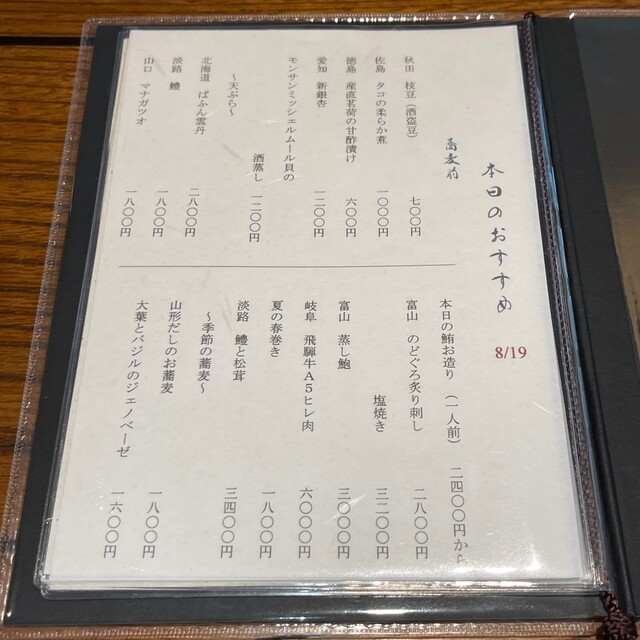 本日のおすすめ
8/19
蕎麦前
秋田 枝豆（酒盗豆） 七〇〇円
佐島 タコの柔らか煮 一〇〇〇円
徳島 産直茗荷の甘酢漬け 六〇〇円
愛知 新銀杏 一二〇〇円
モンサンミッシェルムール貝の
酒蒸し 一二〇〇円
〜天ぷら〜
北海道 ばふん雲丹 二八〇〇円
淡路 鱧 一八〇〇円
山口 マナガツオ 一八〇〇円
本日の鮪お造り （一人前） 二四〇〇円から
富山 のどぐろ炙り刺し 二八〇〇円
塩焼き 三二〇〇円
富山 蒸し鮑 三〇〇〇円
岐阜 飛騨牛A5ヒレ肉 六〇〇〇円
夏の春巻き 一八〇〇円
淡路 鱧と松茸 三四〇〇円
〜季節の蕎麦〜
山形だしのお蕎麦 一八〇〇円
大葉とバジルのジェノベーゼ 一六〇〇円